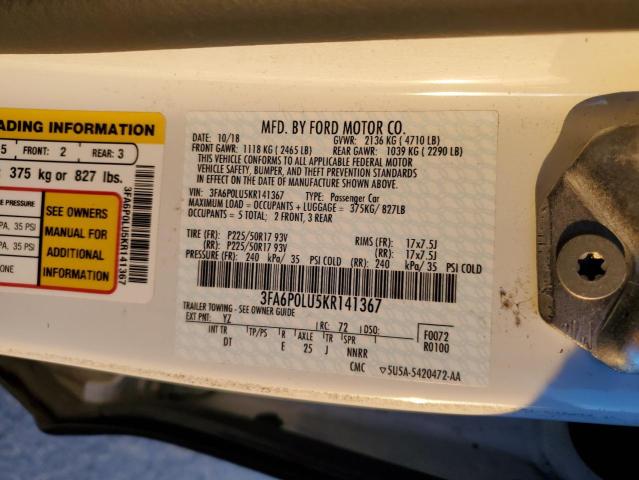 ADING INFORMATION
5 FRONT: 2 REAR: 3
375 kg or 827 lbs.
PRESSURE
PA, 35 PSI
PA, 35 PSI
ONE
SEE OWNERS
MANUAL FOR
ADDITIONAL
INFORMATION
3FA6P0LU5KR141367
MFD. BY FORD MOTOR CO.
DATE: 10/18 GVWR: 2136 KG ( 4710 LB)
FRONT GAWR: 1118 KG ( 2465 LB) REAR GAWR: 1039 KG ( 2290 LB)
THIS VEHICLE CONFORMS TO ALL APPLICABLE FEDERAL MOTOR
VEHICLE SAFETY, BUMPER, AND THEFT PREVENTION STANDARDS
IN EFFECT ON THE DATE OF MANUFACTURE SHOWN ABOVE.
VIN: 3FA6P0LU5KR141367 TYPE: Passenger Car
MAXIMUM LOAD = OCCUPANTS + LUGGAGE = 375KG/ 827LB
OCCUPANTS = 5 TOTAL: 2 FRONT, 3 REAR
TIRE (FR): P225/50R17 93V RIMS (FR): 17x7.5J
(RR): P225/50R17 93V (RR): 17x7.5J
PRESSURE (FR): 240 kPa/ 35 PSI COLD (RR): 240 kPa/ 35 PSI COLD
3FA6P0LU5KR141367
TRAILER TOWING - SEE OWNER GUIDE
EXT PNT: YZ RC: 72 DSO: F0072
INT TR TP/PS R AXLE TR SPR R0100
DT E 25 J NNRR
CMC 5U5A-5420472-AA